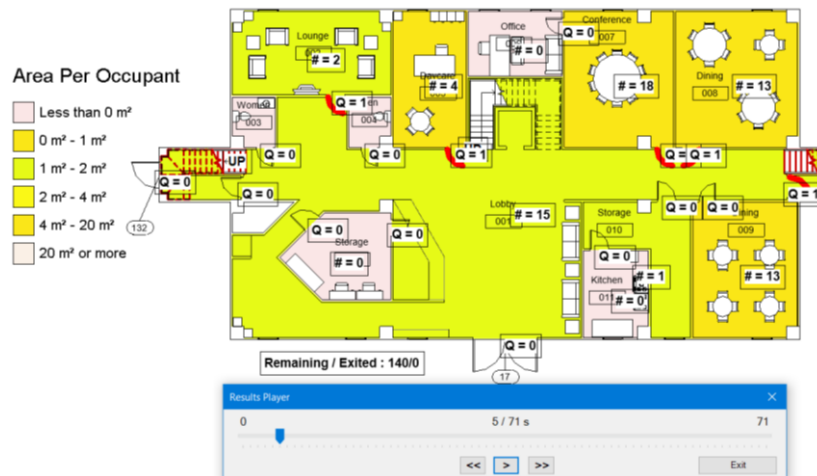 Area Per Occupant
Less than 0 m²
0 m² - 1 m²
1 m² - 2 m²
2 m² - 4 m²
4 m² - 20 m²
20 m² or more
Lounge
# = 2
Q = 1
Women
003
004
Q = 0
Q = 0
UP
Q = 0
Q = 0
132
# = 4
Q = 1
Office
# = 0
Q = 0
Conference
007
# = 18
Dining
008
# = 13
Q = 1
Q = 1
Lobby
001
# = 15
Q = 0
Storage
# = 0
Q = 0
Storage
010
Q = 0
Q = 0
009
# = 13
Q = 0
# = 1
Kitchen
011
# = 0
Q = 0
17
Remaining / Exited : 140/0
Results Player
0
5 / 71 s
71
<<
>
>>
Exit